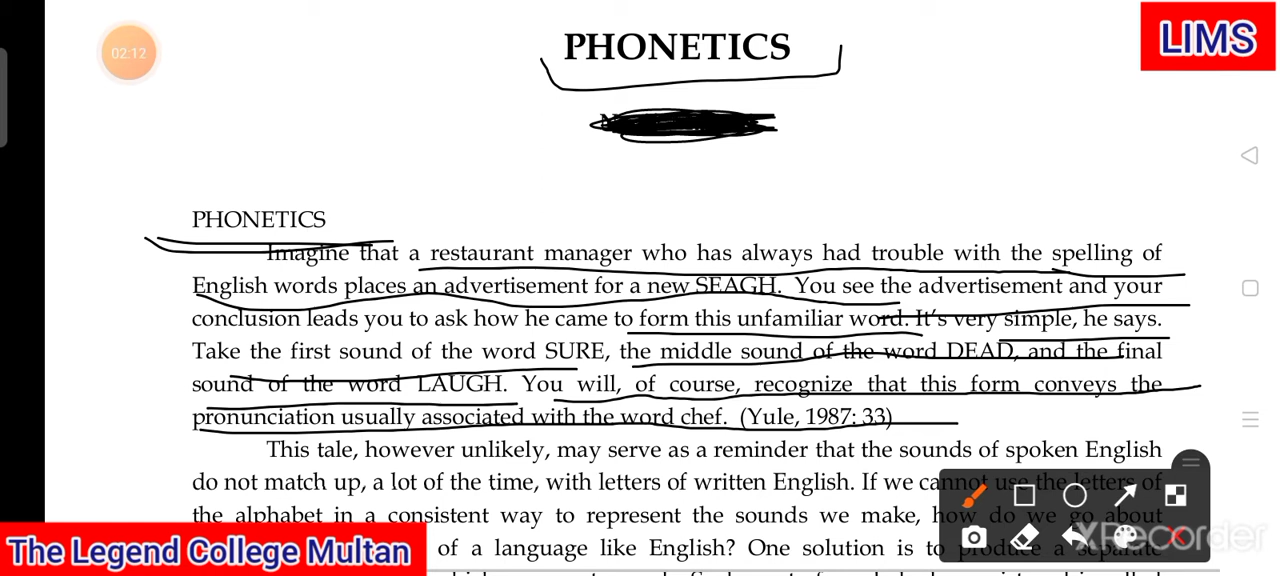 PHONETICS
LIMS
02:12
PHONETICS
Imagine that a restaurant manager who has always had trouble with the spelling of
English words places an advertisement for a new SEAGH. You see the advertisement and your
conclusion leads you to ask how he came to form this unfamiliar word. It's very simple, he says.
Take the first sound of the word SURE, the middle sound of the word DEAD, and the final
sound of the word LAUGH. You will, of course, recognize that this form conveys the
pronunciation usually associated with the word chef. (Yule, 1987: 33)
This tale, however unlikely, may serve as a reminder that the sounds of spoken English
do not match up, a lot of the time, with letters of written English. If we cannot use the letters of
the alphabet in a consistent way to represent the sounds we make, how do we go about
of a language like English? One solution is to produce a separate
The Legend College Multan
XRecorder